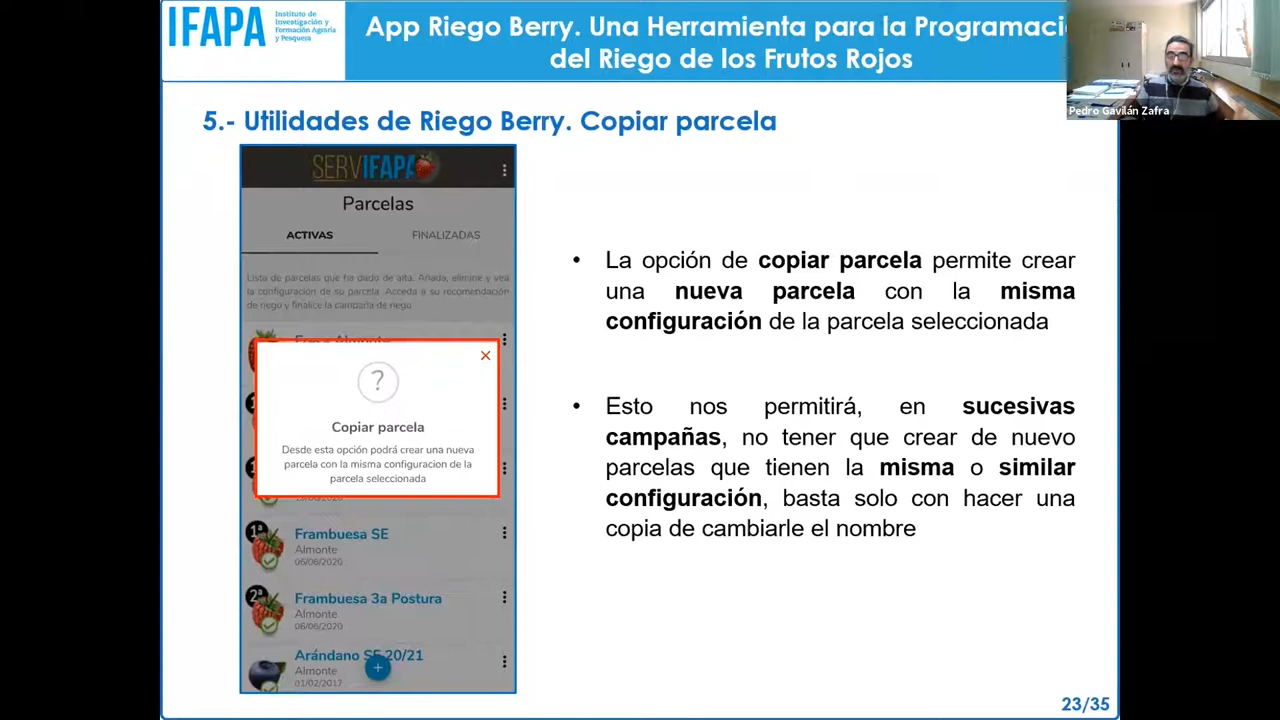 IFAPA
Instituto de
Investigación y
Formación Agraria
y Pesquera
App Riego Berry. Una Herramienta para la Programaci
del Riego de los Frutos Rojos
Pedro Gavilán Zafra
5.- Utilidades de Riego Berry. Copiar parcela
SERVIFAPA
Parcelas
ACTIVAS
FINALIZADAS
Lista de parcelas que ha dado de alta. Añada, elimine y vea
la configuración de su parcela. Acceda a su recomendación
de riego y finalice la campaña de riego
Fresa Almonte
?
Copiar parcela
Desde esta opción podrá crear una nueva
parcela con la misma configuracion de la
parcela seleccionada
1ª
Frambuesa SE
Almonte
06/06/2020
2ª
Frambuesa 3a Postura
Almonte
06/06/2020
Arándano SE 20/21
Almonte
01/02/2017
+
• La opción de copiar parcela permite crear
una nueva parcela con la misma
configuración de la parcela seleccionada
• Esto nos permitirá, en sucesivas
campañas, no tener que crear de nuevo
parcelas que tienen la misma o similar
configuración, basta solo con hacer una
copia de cambiarle el nombre
23/35